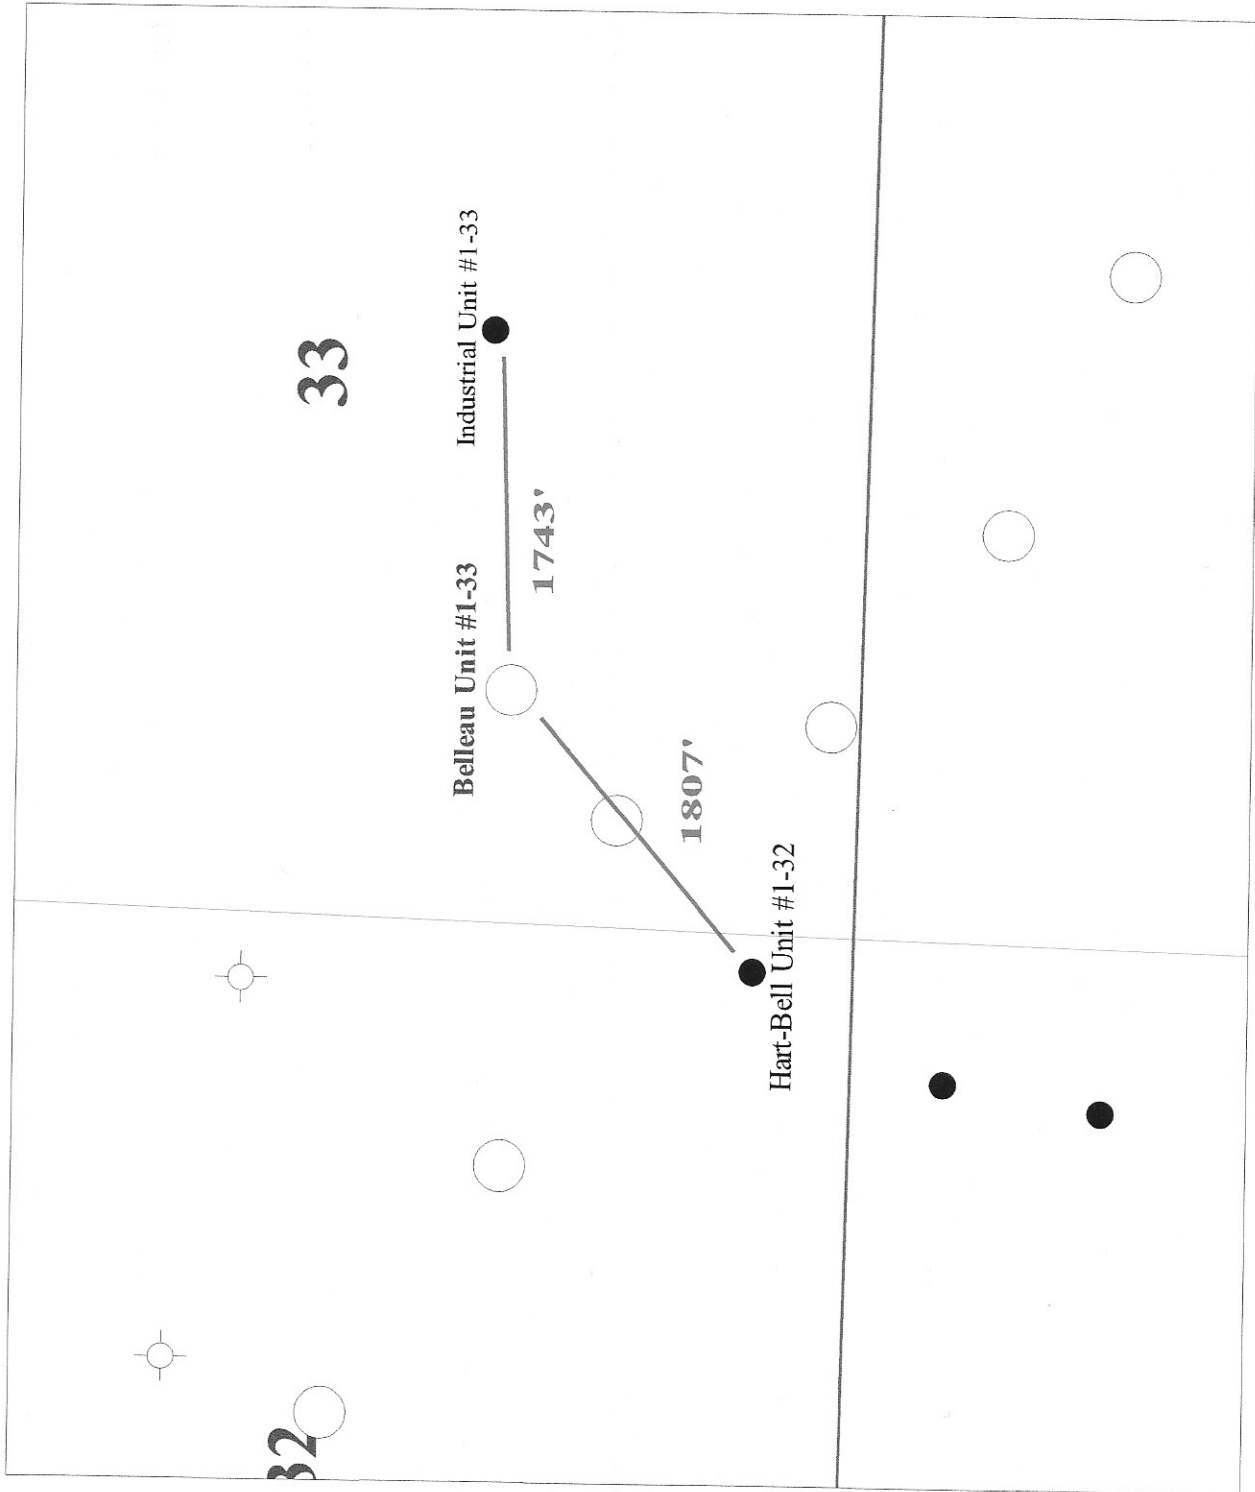 33
Industrial Unit #1-33
Belleau Unit #1-33
1743'
1807'
Hart-Bell Unit #1-32
32